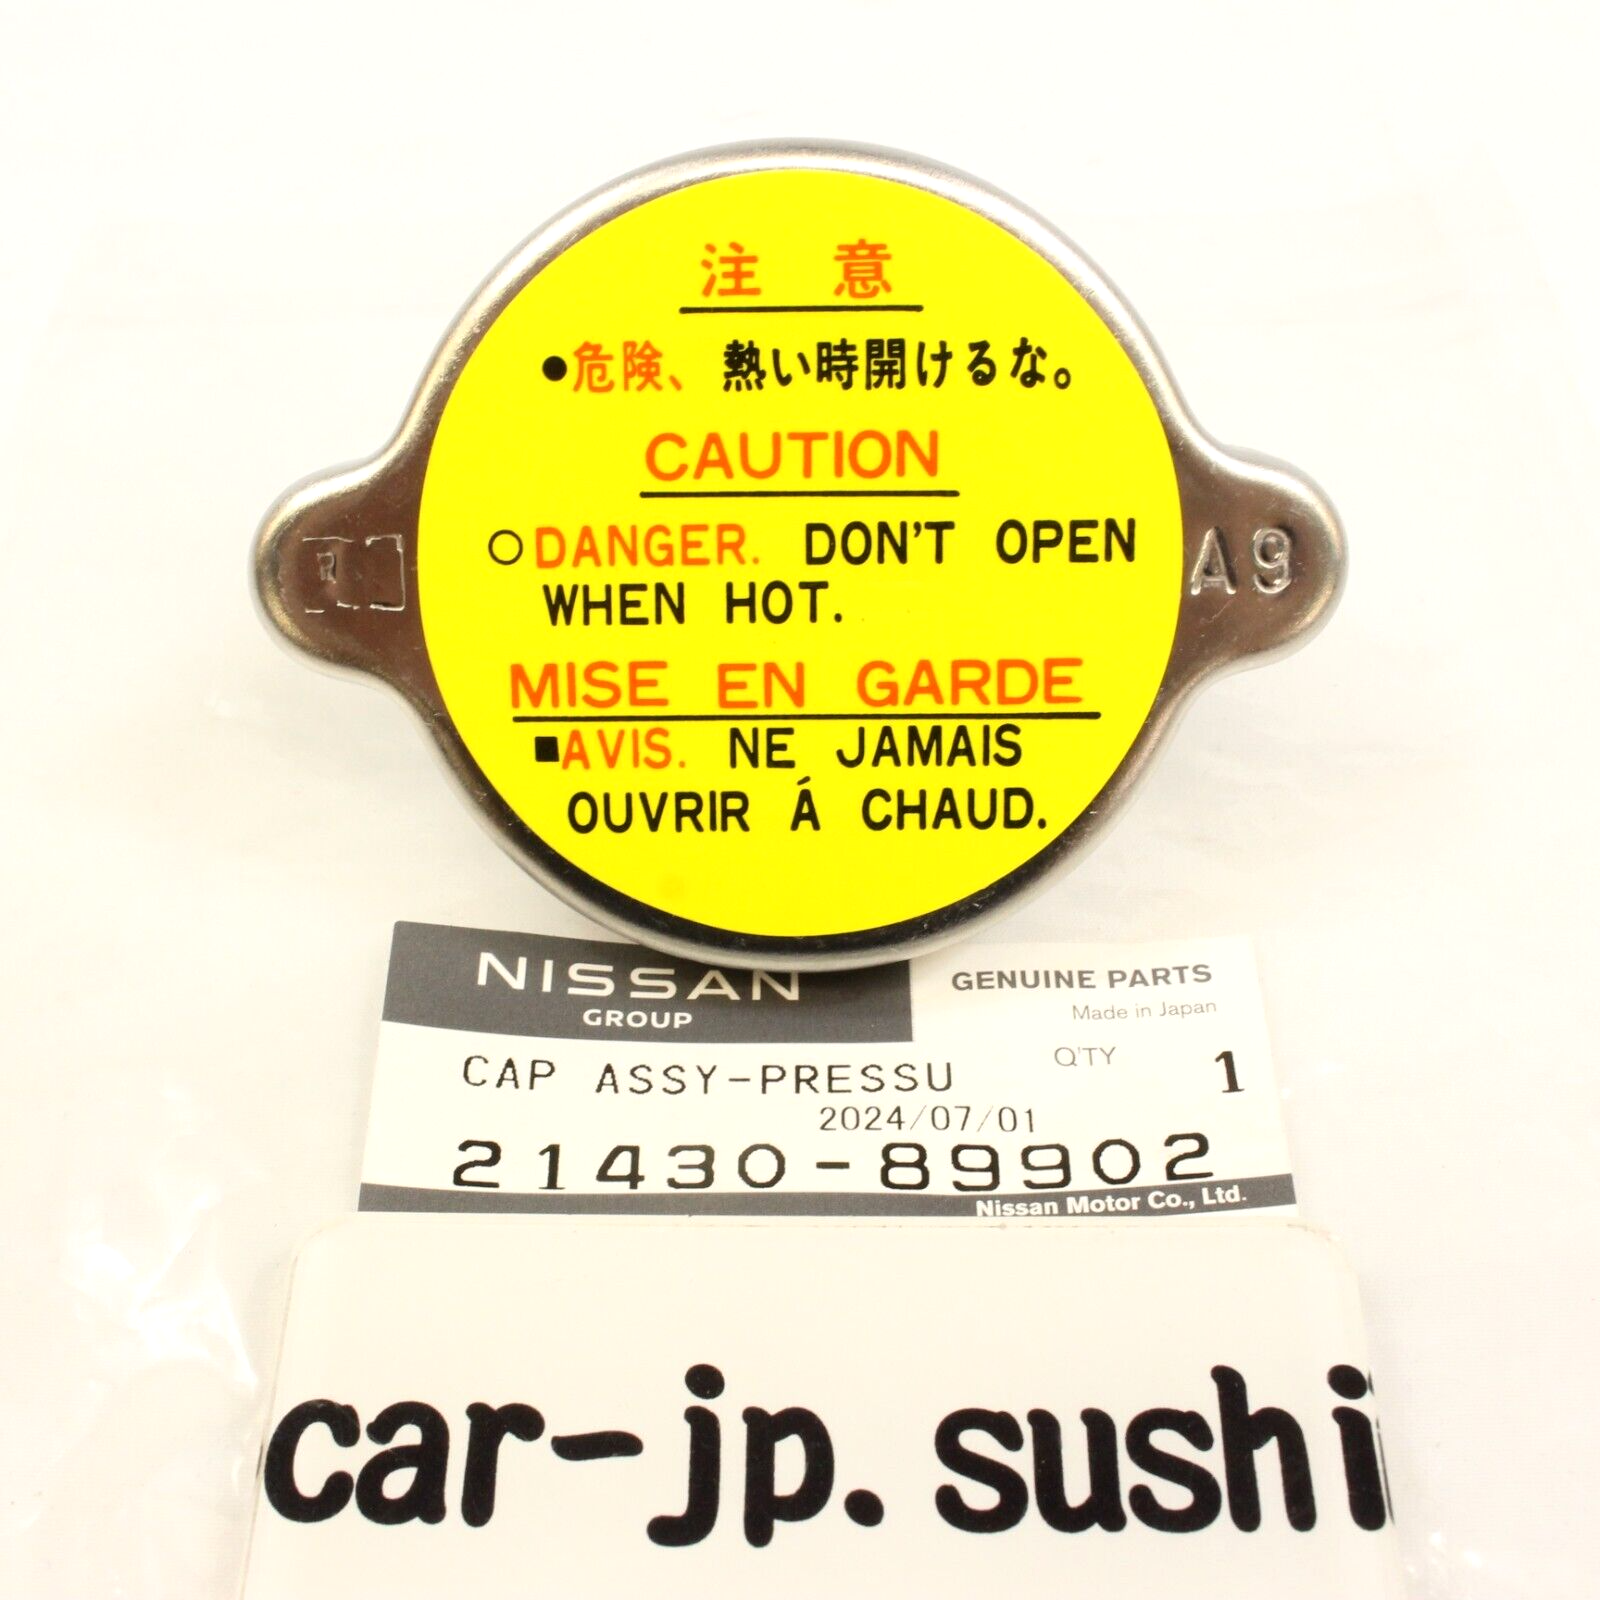 注 意
●危険、熱い時開けるな。
CAUTION
○DANGER. DON'T OPEN
WHEN HOT.
MISE EN GARDE
■AVIS. NE JAMAIS
OUVRIR Á CHAUD.
R
A9
NISSAN
GROUP
GENUINE PARTS
Made in Japan
CAP ASSY-PRESSU
Q'TY 1
2024/07/01
21430-89902
Nissan Motor Co., Ltd.
car-jp.sushi